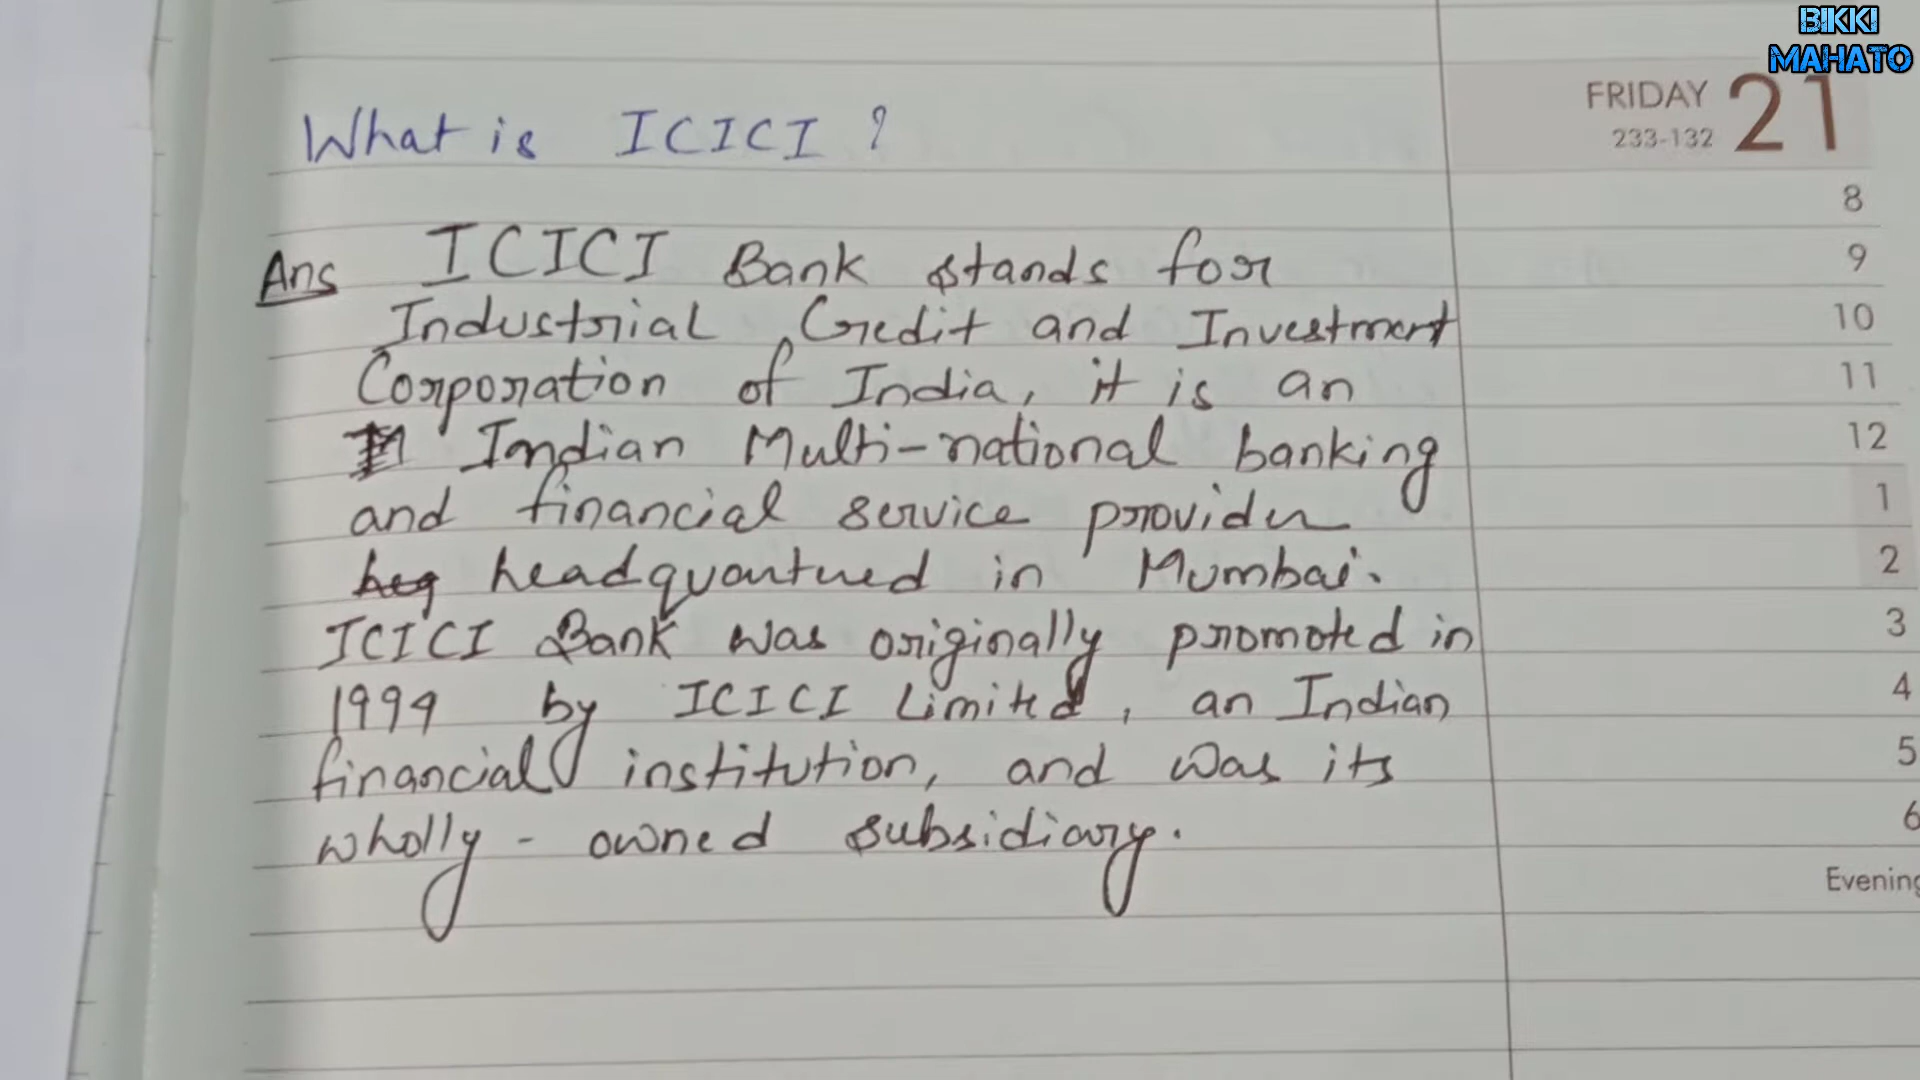 BIKKI
MAHATO
FRIDAY 21
233-132
What is ICICI ?
8
Ans ICICI Bank stands for
9
Industrial Credit and Investment
10
Corporation of India, it is an
11
Indian Multi-national banking
12
and financial service provider
1
headquartered in Mumbai.
2
ICICI Bank was originally promoted in
3
1994 by ICICI Limited, an Indian
4
financial institution, and was its
5
wholly - owned subsidiary.
6
Evening